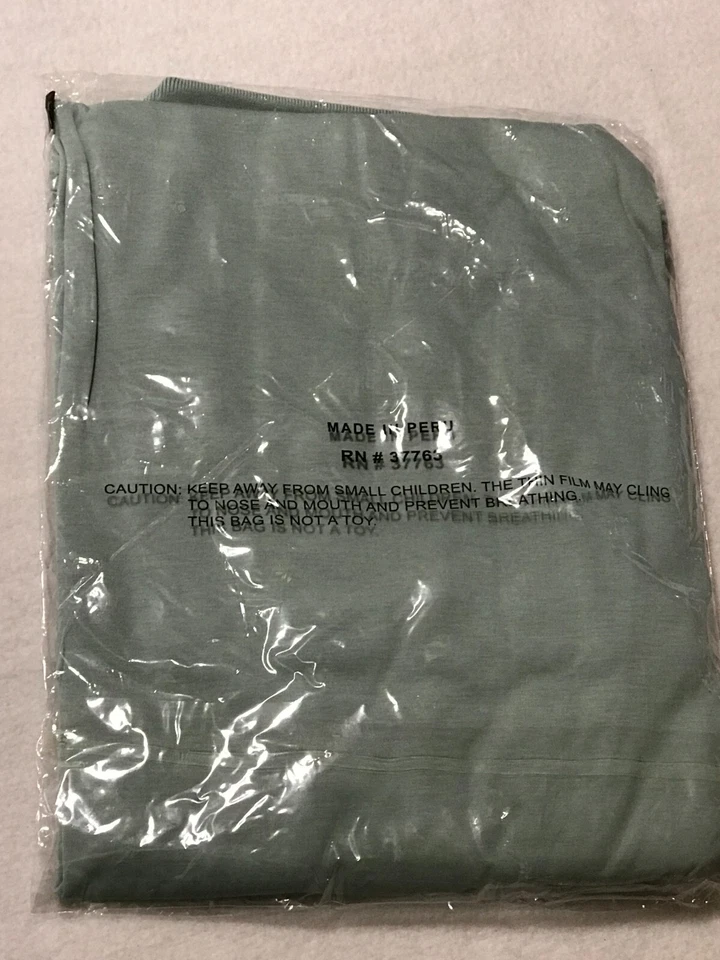 MADE IN PERU
RN # 37763
CAUTION: KEEP AWAY FROM SMALL CHILDREN. THE THIN FILM MAY CLING
TO NOSE AND MOUTH AND PREVENT BREATHING.
THIS BAG IS NOT A TOY.